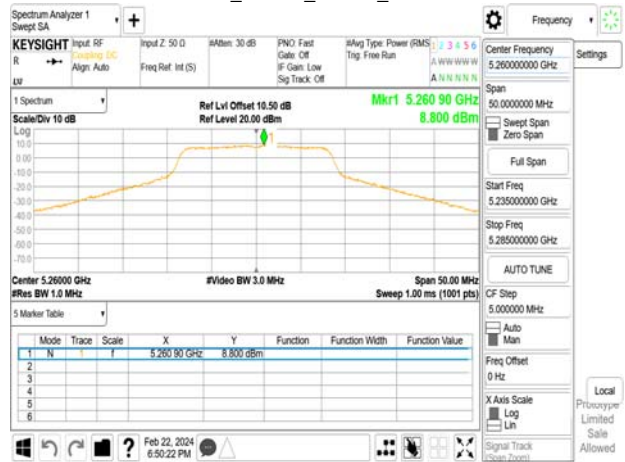 Spectrum Analyzer 1
Swept SA
+
Frequency
Settings
KEYSIGHT
R
Input: RF
Coupling: DC
Align: Auto
Input Z: 50 Ω
Freq Ref: Int (S)
#Atten: 30 dB
PNO: Fast
Gate: Off
IF Gain: Low
Sig Track: Off
#Avg Type: Power (RMS
Trig: Free Run
1 2 3 4 5 6
A WW WW W
A N N N N N
1 Spectrum
Scale/Div 10 dB
Ref Lvl Offset 10.50 dB
Ref Level 20.00 dBm
Mkr1 5.260 90 GHz
8.800 dBm
Log
1
10.0
0.00
-10.0
-20.0
-30.0
-40.0
-50.0
-60.0
-70.0
Center 5.26000 GHz
#Res BW 1.0 MHz
#Video BW 3.0 MHz
Span 50.00 MHz
Sweep 1.00 ms (1001 pts)
5 Marker Table
Mode Trace Scale X Y Function Function Width Function Value
1 N 1 f 5.260 90 GHz 8.800 dBm
2
3
4
5
6
Center Frequency
5.260000000 GHz
Span
50.0000000 MHz
Swept Span
Zero Span
Full Span
Start Freq
5.235000000 GHz
Stop Freq
5.285000000 GHz
AUTO TUNE
CF Step
5.000000 MHz
Auto
Man
Freq Offset
0 Hz
X Axis Scale
Log
Lin
Signal Track
(Span Zoom)
Local
Prototype
Limited
Sale
Allowed
?
Feb 22, 2024
6:50:22 PM